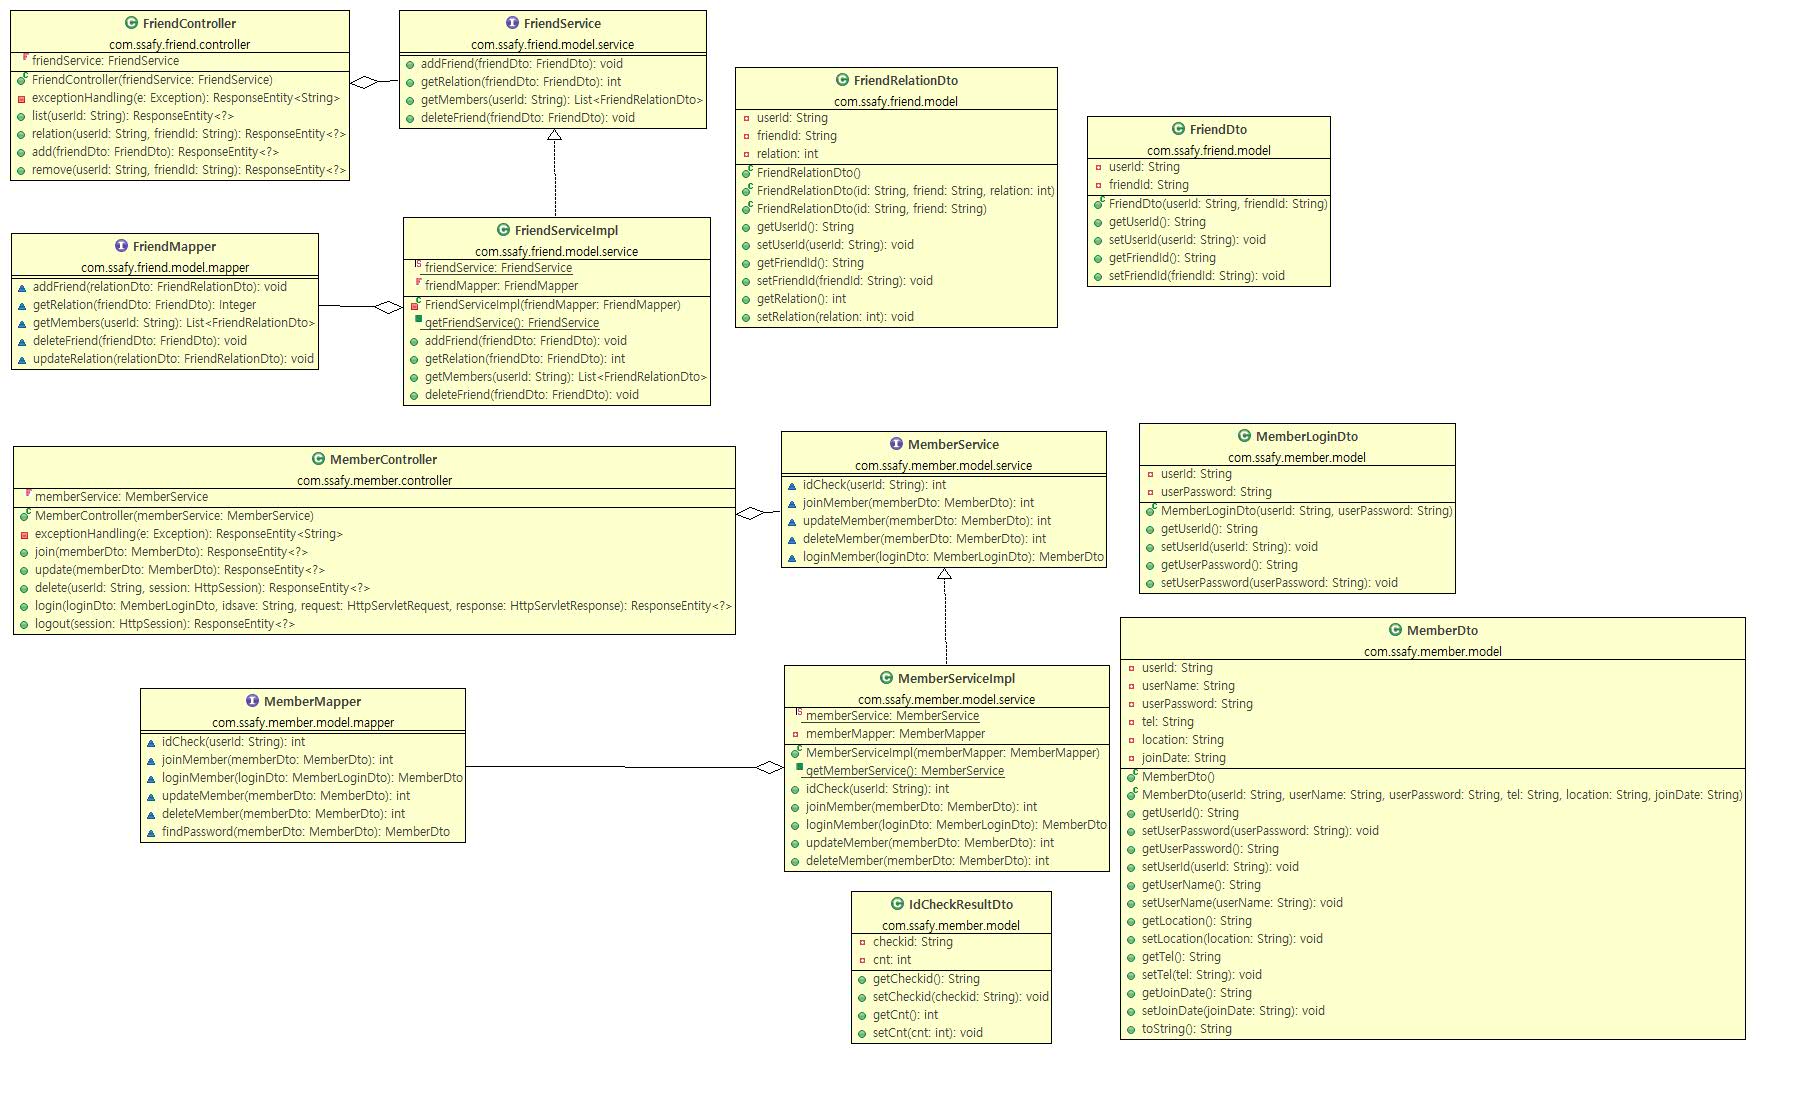 FriendController
com.ssafy.friend.controller
friendService: FriendService
FriendController(friendService: FriendService)
exceptionHandling(e: Exception): ResponseEntity<String>
list(userId: String): ResponseEntity<?>
relation(userId: String, friendId: String): ResponseEntity<?>
add(friendDto: FriendDto): ResponseEntity<?>
remove(userId: String, friendId: String): ResponseEntity<?>
FriendService
com.ssafy.friend.model.service
addFriend(friendDto: FriendDto): void
getRelation(friendDto: FriendDto): int
getMembers(userId: String): List<FriendRelationDto>
deleteFriend(friendDto: FriendDto): void
FriendRelationDto
com.ssafy.friend.model
userId: String
friendId: String
relation: int
FriendRelationDto()
FriendRelationDto(id: String, friend: String, relation: int)
FriendRelationDto(id: String, friend: String)
getUserId(): String
setUserId(userId: String): void
getFriendId(): String
setFriendId(friendId: String): void
getRelation(): int
setRelation(relation: int): void
FriendDto
com.ssafy.friend.model
userId: String
friendId: String
FriendDto(userId: String, friendId: String)
getUserId(): String
setUserId(userId: String): void
getFriendId(): String
setFriendId(friendId: String): void
FriendMapper
com.ssafy.friend.model.mapper
addFriend(relationDto: FriendRelationDto): void
getRelation(friendDto: FriendDto): Integer
getMembers(userId: String): List<FriendRelationDto>
deleteFriend(friendDto: FriendDto): void
updateRelation(relationDto: FriendRelationDto): void
FriendServiceImpl
com.ssafy.friend.model.service
friendService: FriendService
friendMapper: FriendMapper
FriendServiceImpl(friendMapper: FriendMapper)
getFriendService(): FriendService
addFriend(friendDto: FriendDto): void
getRelation(friendDto: FriendDto): int
getMembers(userId: String): List<FriendRelationDto>
deleteFriend(friendDto: FriendDto): void
MemberController
com.ssafy.member.controller
memberService: MemberService
MemberController(memberService: MemberService)
exceptionHandling(e: Exception): ResponseEntity<String>
join(memberDto: MemberDto): ResponseEntity<?>
update(memberDto: MemberDto): ResponseEntity<?>
delete(userId: String, session: HttpSession): ResponseEntity<?>
login(loginDto: MemberLoginDto, idsave: String, request: HttpServletRequest, response: HttpServletResponse): ResponseEntity<?>
logout(session: HttpSession): ResponseEntity<?>
MemberService
com.ssafy.member.model.service
idCheck(userId: String): int
joinMember(memberDto: MemberDto): int
updateMember(memberDto: MemberDto): int
deleteMember(memberDto: MemberDto): int
loginMember(loginDto: MemberLoginDto): MemberDto
MemberLoginDto
com.ssafy.member.model
userId: String
userPassword: String
MemberLoginDto(userId: String, userPassword: String)
getUserId(): String
setUserId(userId: String): void
getUserPassword(): String
setUserPassword(userPassword: String): void
MemberMapper
com.ssafy.member.model.mapper
idCheck(userId: String): int
joinMember(memberDto: MemberDto): int
loginMember(loginDto: MemberLoginDto): MemberDto
updateMember(memberDto: MemberDto): int
deleteMember(memberDto: MemberDto): int
findPassword(memberDto: MemberDto): MemberDto
MemberServiceImpl
com.ssafy.member.model.service
memberService: MemberService
memberMapper: MemberMapper
MemberServiceImpl(memberMapper: MemberMapper)
getMemberService(): MemberService
idCheck(userId: String): int
joinMember(memberDto: MemberDto): int
loginMember(loginDto: MemberLoginDto): MemberDto
updateMember(memberDto: MemberDto): int
deleteMember(memberDto: MemberDto): int
MemberDto
com.ssafy.member.model
userId: String
userName: String
userPassword: String
tel: String
location: String
joinDate: String
MemberDto()
MemberDto(userId: String, userName: String, userPassword: String, tel: String, location: String, joinDate: String)
getUserId(): String
setUserPassword(userPassword: String): void
getUserPassword(): String
setUserId(userId: String): void
getUserName(): String
setUserName(userName: String): void
getLocation(): String
setLocation(location: String): void
getTel(): String
setTel(tel: String): void
getJoinDate(): String
setJoinDate(joinDate: String): void
toString(): String
IdCheckResultDto
com.ssafy.member.model
checkid: String
cnt: int
getCheckid(): String
setCheckid(checkid: String): void
getCnt(): int
setCnt(cnt: int): void